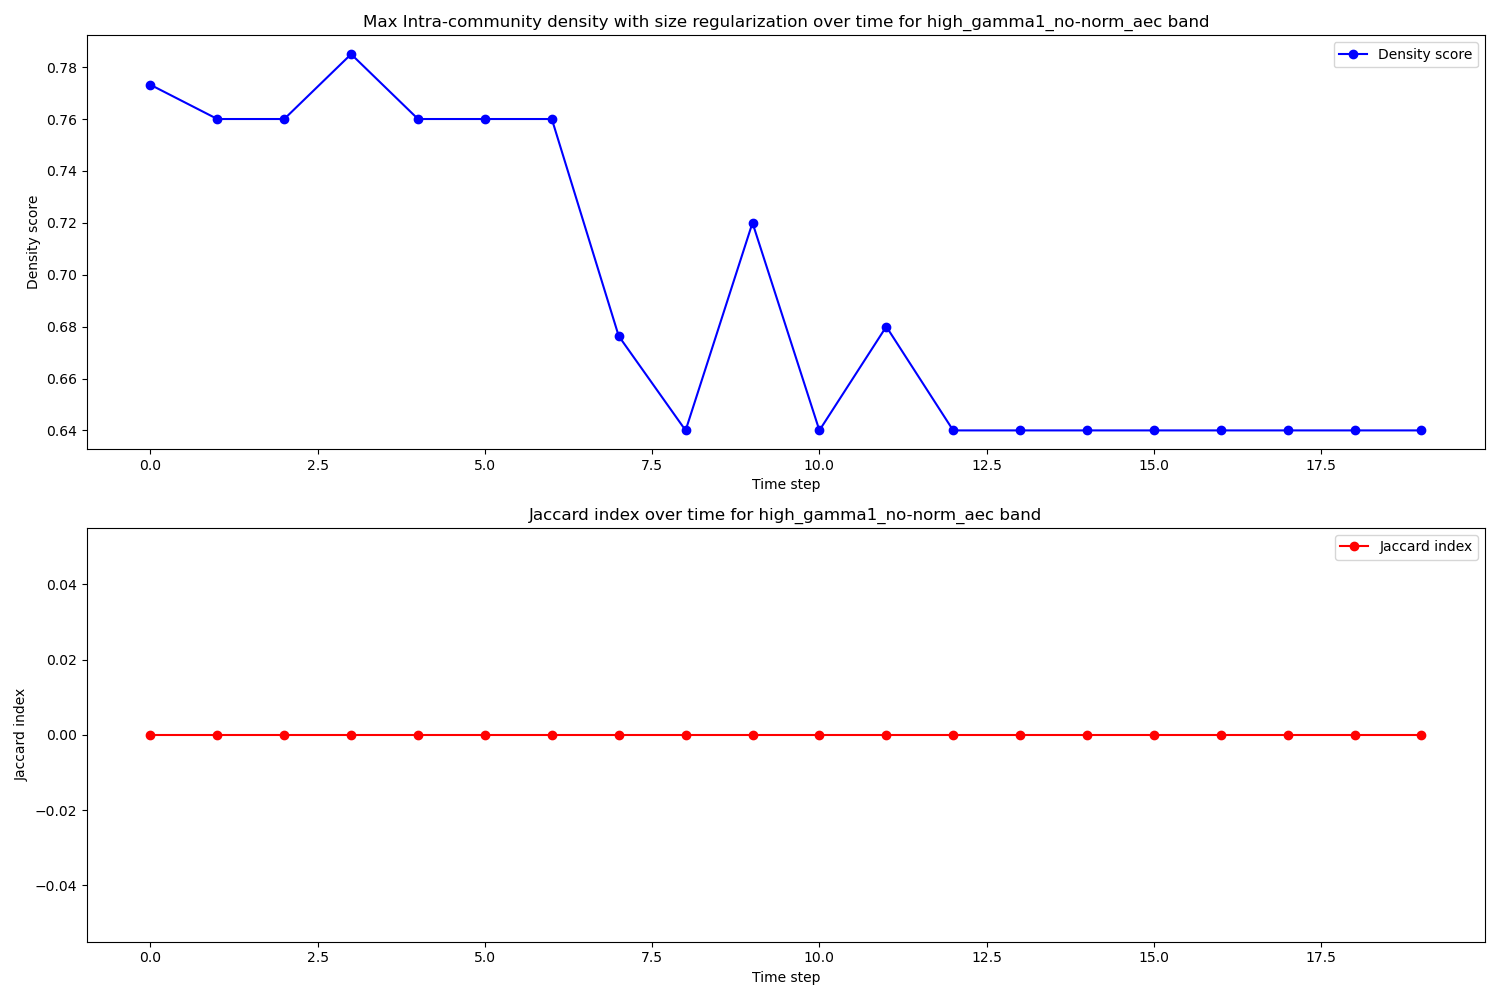 Max Intra-community density with size regularization over time for high_gamma1_no-norm_aec band
Density score
0.78
0.76
0.74
0.72
0.70
0.68
0.66
0.64
Density score
0.0 2.5 5.0 7.5 10.0 12.5 15.0 17.5
Time step
Jaccard index over time for high_gamma1_no-norm_aec band
Jaccard index
0.04
0.02
0.00
−0.02
−0.04
Jaccard index
0.0 2.5 5.0 7.5 10.0 12.5 15.0 17.5
Time step